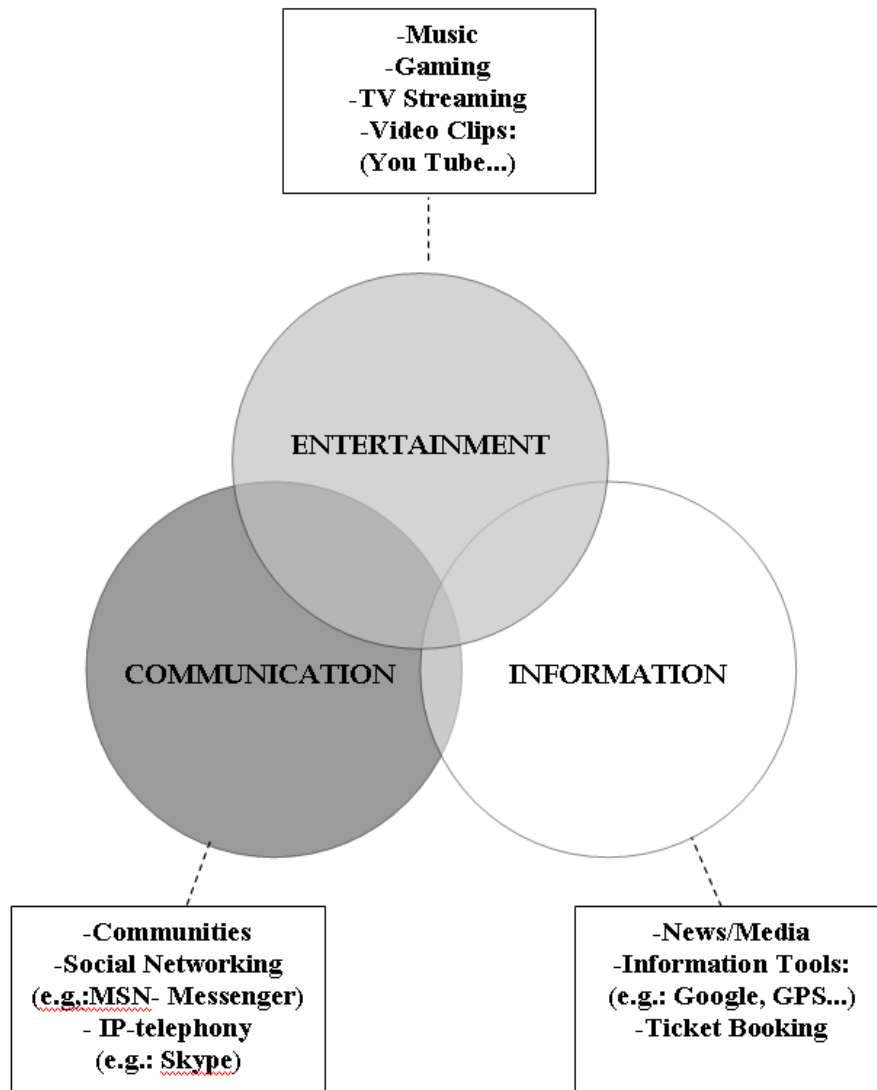 -Music
-Gaming
-TV Streaming
-Video Clips:
(You Tube...)
ENTERTAINMENT
COMMUNICATION
INFORMATION
-Communities
-Social Networking
(e.g,:MSN- Messenger)
- IP-telephony
(e.g.: Skype)
-News/Media
-Information Tools:
(e.g.: Google, GPS...)
-Ticket Booking